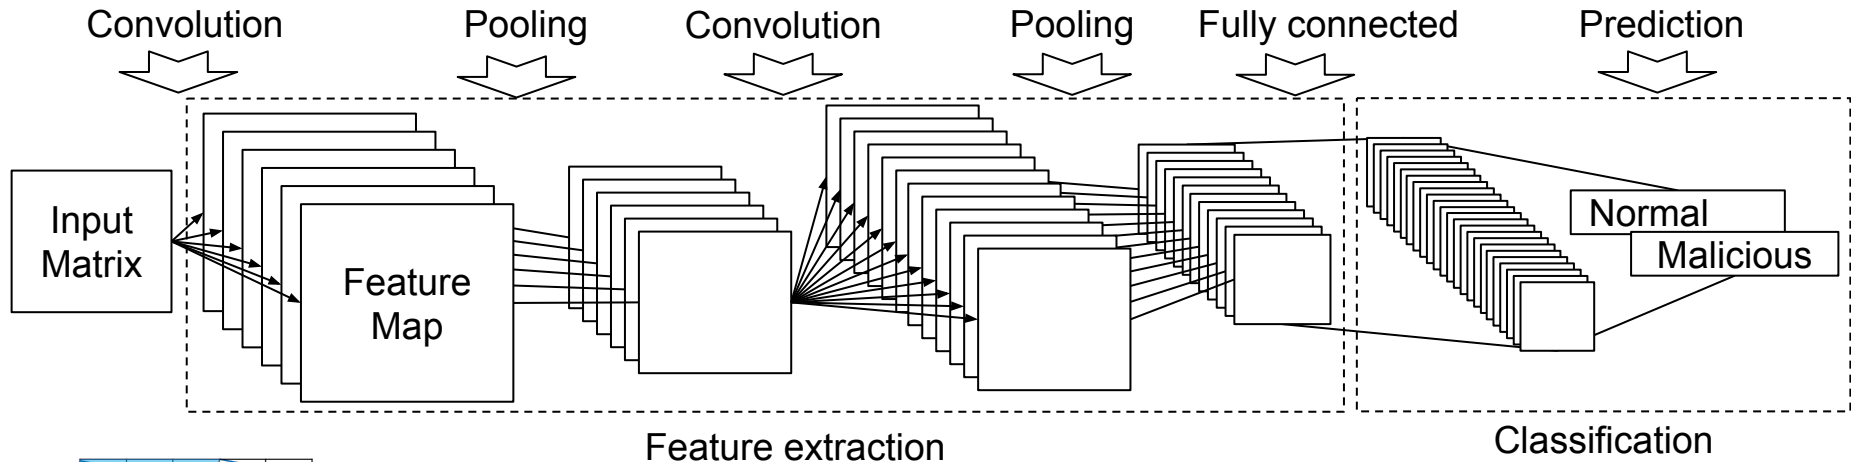 Convolution
Pooling
Convolution
Pooling
Fully connected
Prediction
Input
Matrix
Feature
Map
Normal
Malicious
Feature extraction
Classification